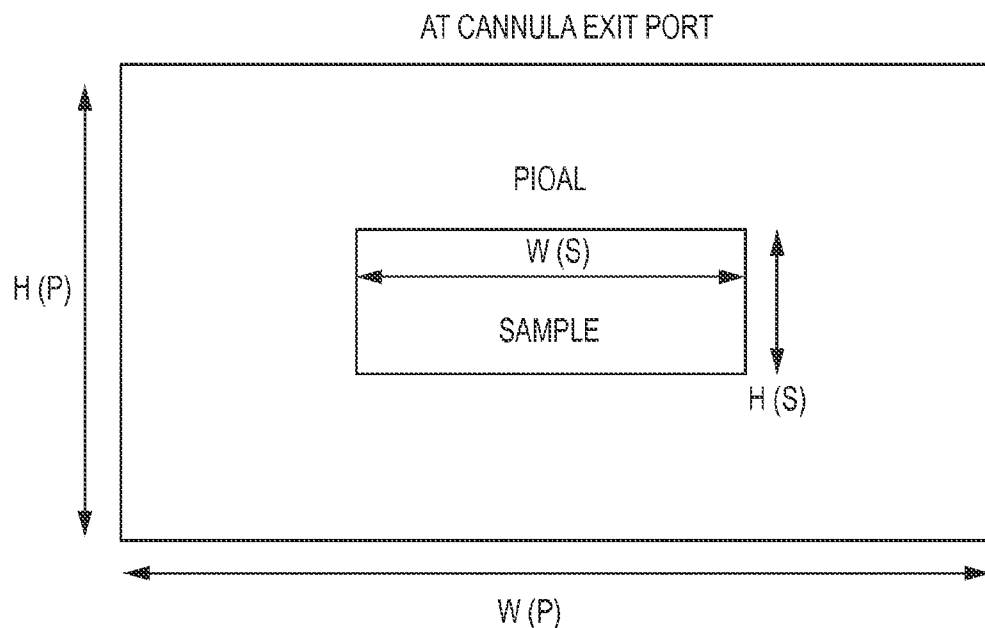 AT CANNULA EXIT PORT
PIOAL
W (S)
H (P)
SAMPLE
H (S)
W (P)